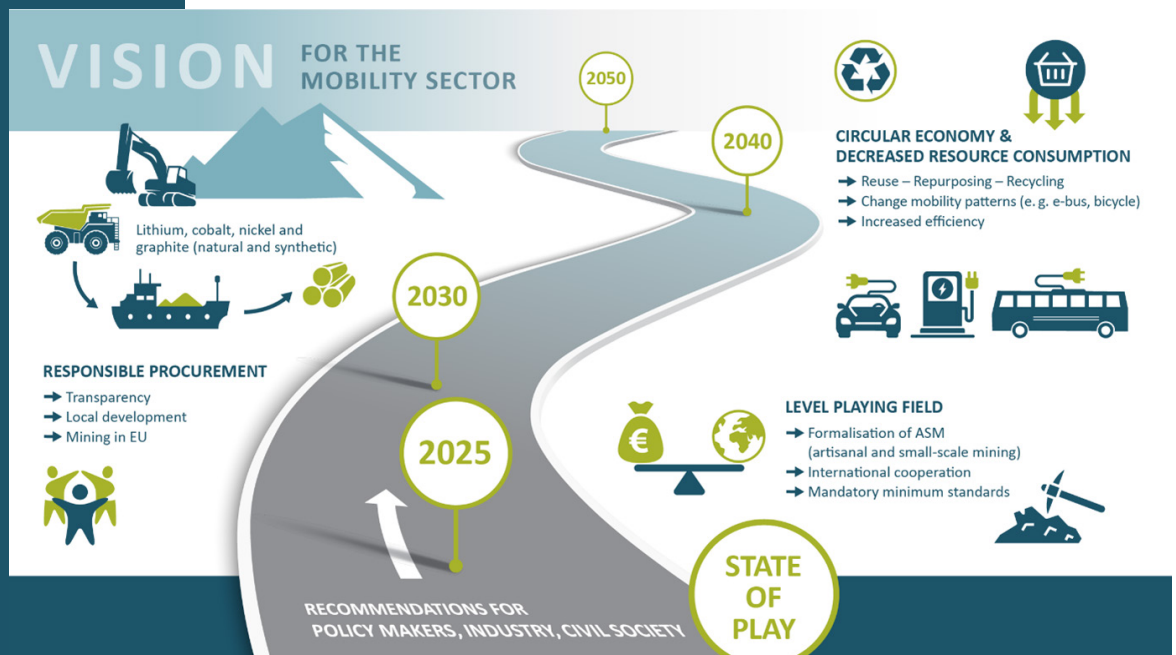 VISION
FOR THE
MOBILITY SECTOR
2050
2040
CIRCULAR ECONOMY &
DECREASED RESOURCE CONSUMPTION
Reuse – Repurposing – Recycling
Change mobility patterns (e. g. e-bus, bicycle)
Increased efficiency
Lithium, cobalt, nickel and
graphite (natural and synthetic)
2030
RESPONSIBLE PROCUREMENT
Transparency
Local development
Mining in EU
2025
€
LEVEL PLAYING FIELD
Formalisation of ASM
(artisanal and small-scale mining)
International cooperation
Mandatory minimum standards
STATE
OF
PLAY
RECOMMENDATIONS FOR
POLICY MAKERS, INDUSTRY, CIVIL SOCIETY